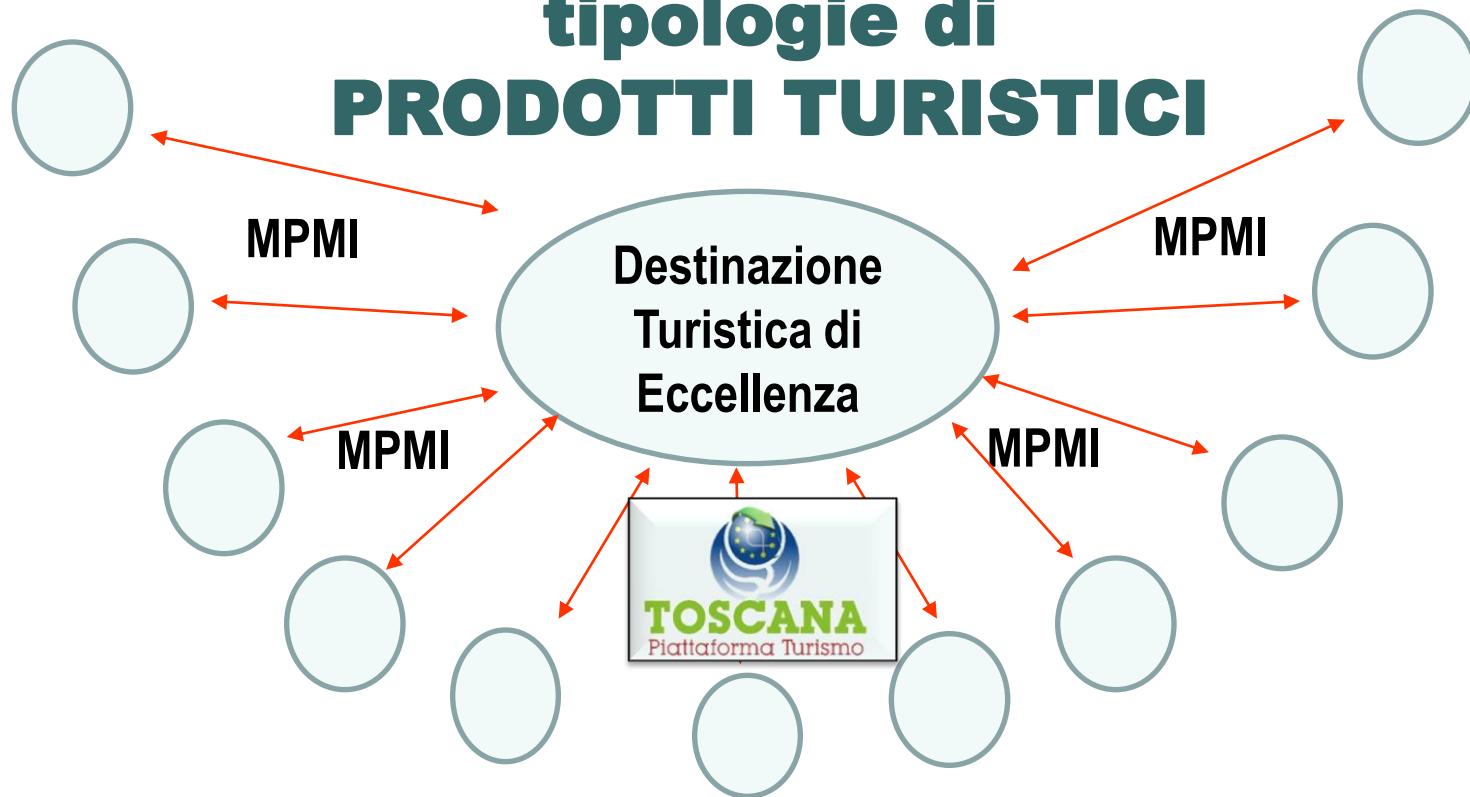 tipologie di
PRODOTTI TURISTICI
MPMI
MPMI
Destinazione
Turistica di
Eccellenza
MPMI
MPMI
TOSCANA
Piattaforma Turismo